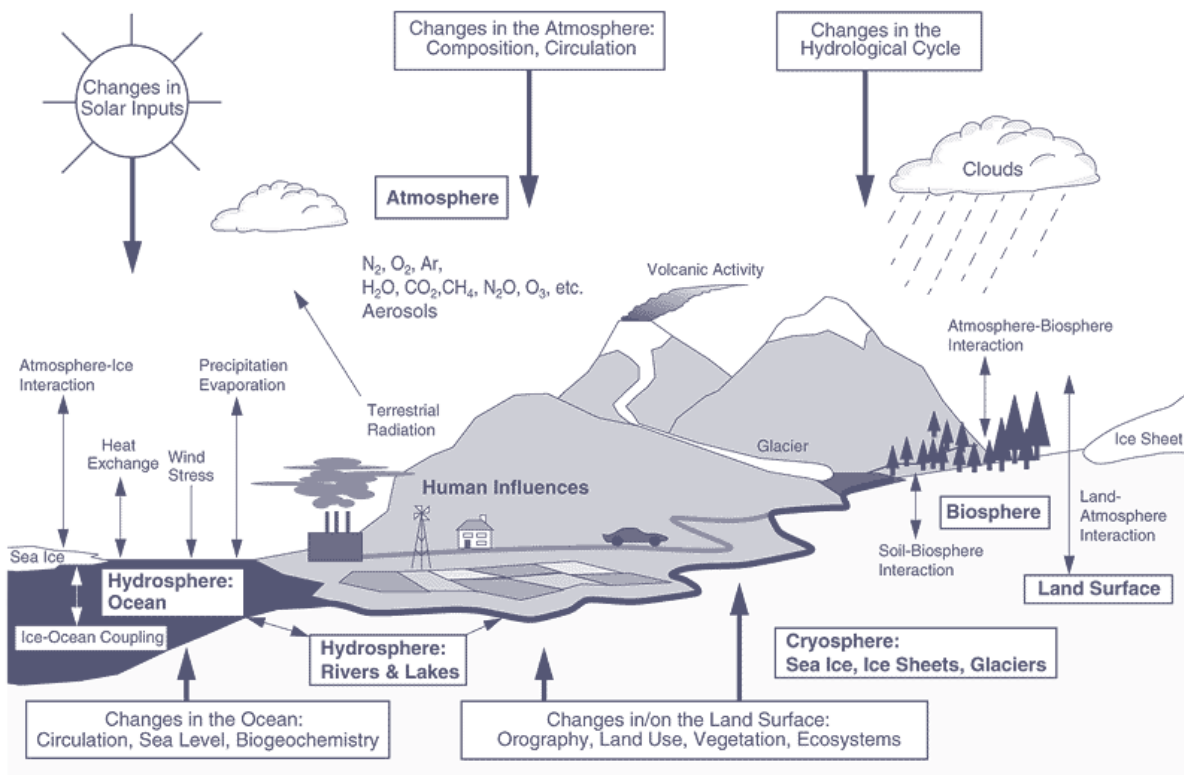 Changes in the Atmosphere:
Composition, Circulation
Changes in the
Hydrological Cycle
Changes in
Solar Inputs
Clouds
Atmosphere
N₂, O₂, Ar,
H₂O, CO₂,CH₄, N₂O, O₃, etc.
Aerosols
Volcanic Activity
Atmosphere-Biosphere
Interaction
Atmosphere-Ice
Interaction
Precipitation
Evaporation
Terrestrial
Radiation
Heat
Exchange
Wind
Stress
Glacier
Ice Sheet
Human Influences
Biosphere
Land-
Atmosphere
Interaction
Soil-Biosphere
Interaction
Sea Ice
Hydrosphere:
Ocean
Land Surface
Ice-Ocean Coupling
Hydrosphere:
Rivers & Lakes
Cryosphere:
Sea Ice, Ice Sheets, Glaciers
Changes in the Ocean:
Circulation, Sea Level, Biogeochemistry
Changes in/on the Land Surface:
Orography, Land Use, Vegetation, Ecosystems